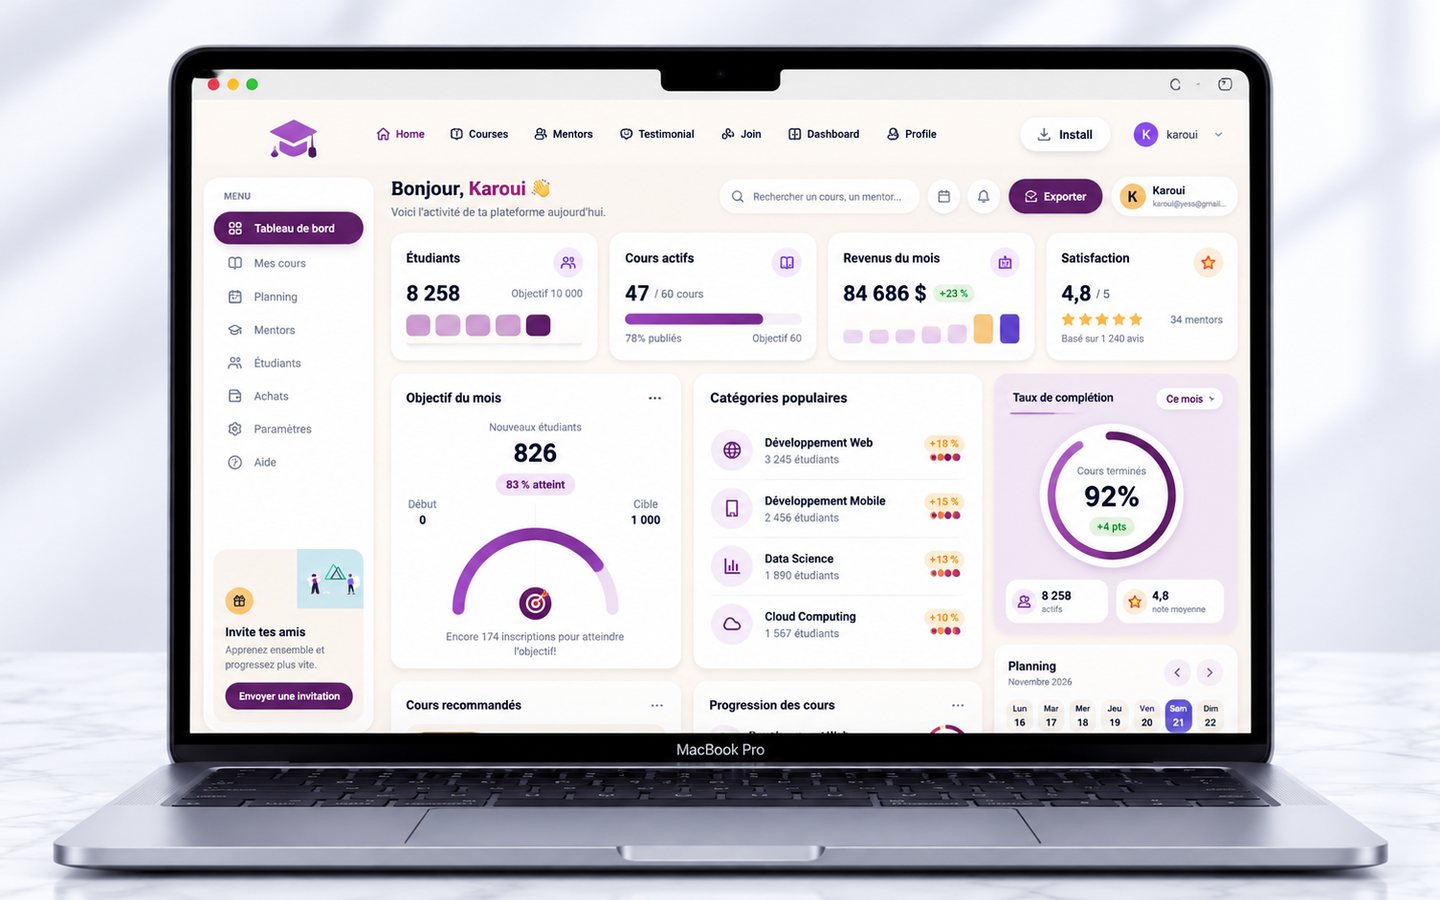 Home
Courses
Mentors
Testimonial
Join
Dashboard
Profile
Install
K
karoui
MENU
Tableau de bord
Mes cours
Planning
Mentors
Étudiants
Achats
Paramètres
Aide
Invite tes amis
Apprenez ensemble et
progressez plus vite.
Envoyer une invitation
Bonjour, Karoui 👋
Voici l'activité de ta plateforme aujourd'hui.
Rechercher un cours, un mentor...
Exporter
K
Karoui
karoui@yess@gmail...
Étudiants
8 258
Objectif 10 000
Cours actifs
47 / 60 cours
78% publiés
Objectif 60
Revenus du mois
84 686 $ +23 %
Satisfaction
4,8 / 5
34 mentors
Basé sur 1 240 avis
Objectif du mois
Nouveaux étudiants
826
83 % atteint
Début
0
Cible
1 000
Encore 174 inscriptions pour atteindre
l'objectif!
Catégories populaires
Développement Web
3 245 étudiants
+18 %
Développement Mobile
2 456 étudiants
+15 %
Data Science
1 890 étudiants
+13 %
Cloud Computing
1 567 étudiants
+10 %
Taux de complétion
Ce mois
Cours terminés
92%
+4 pts
8 258
actifs
4,8
note moyenne
Planning
Novembre 2026
Lun Mar Mer Jeu Ven Sam Dim
16 17 18 19 20 21 22
Cours recommandés
Progression des cours
MacBook Pro